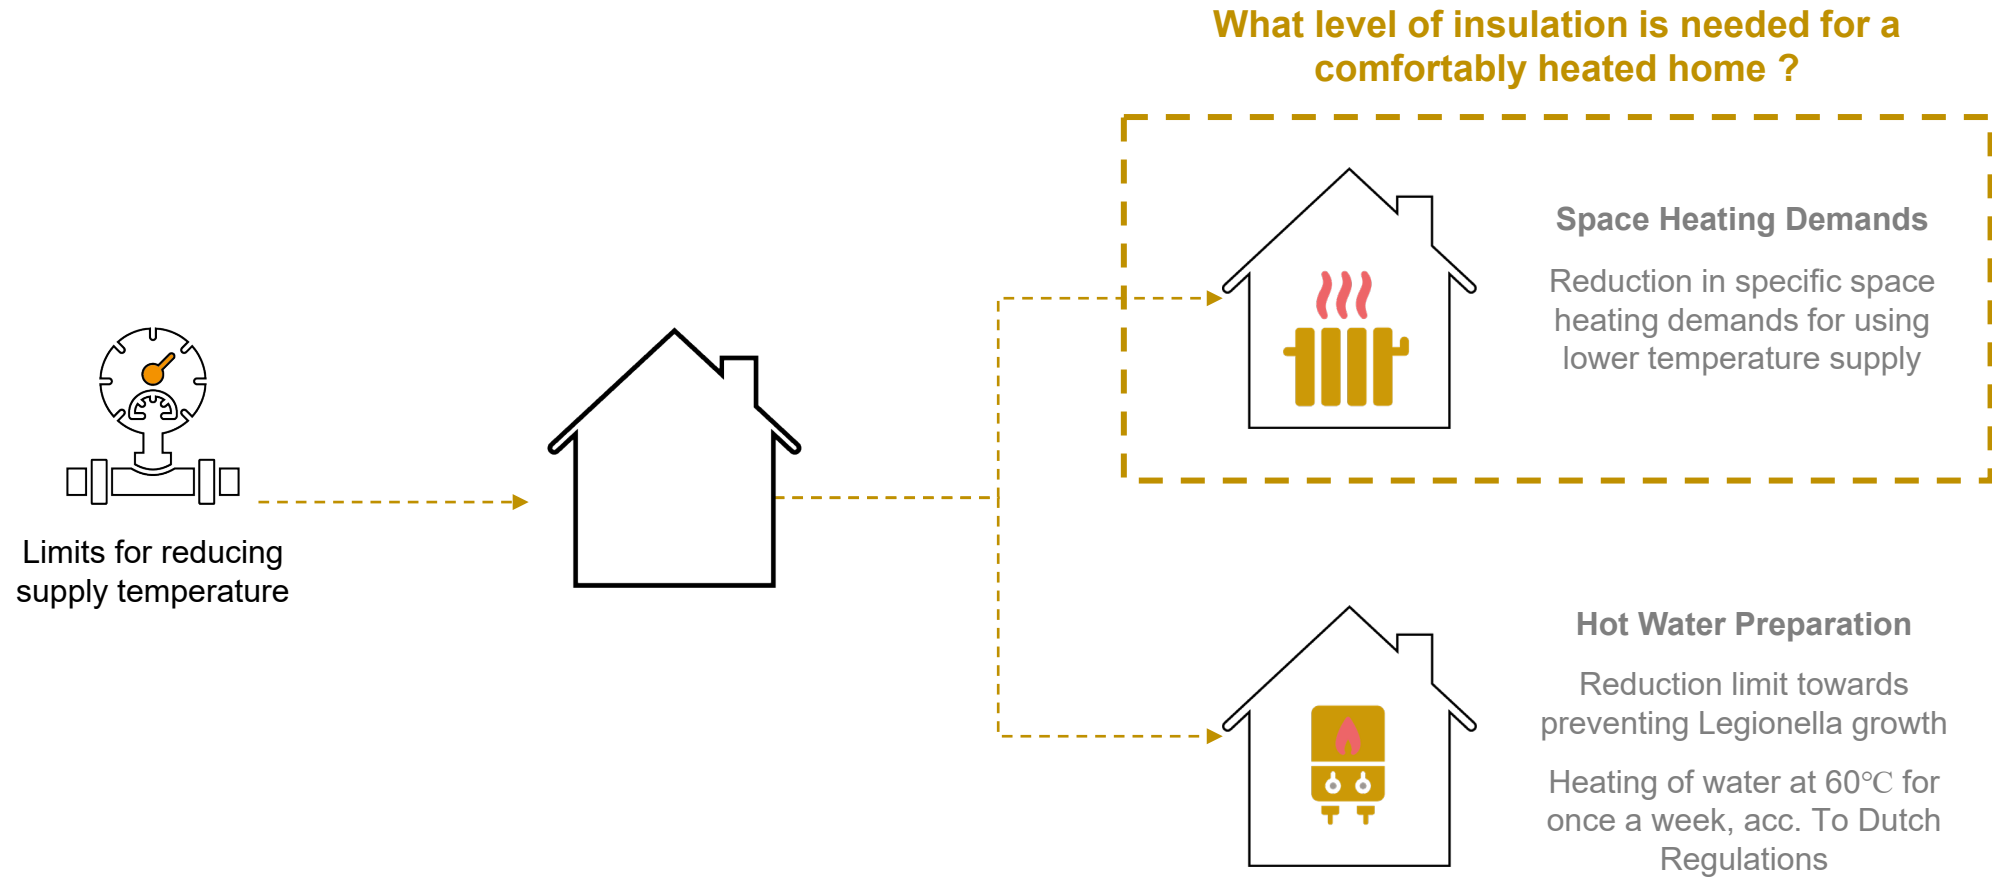 What level of insulation is needed for a
comfortably heated home ?
Space Heating Demands
Reduction in specific space
heating demands for using
lower temperature supply
Limits for reducing
supply temperature
Hot Water Preparation
Reduction limit towards
preventing Legionella growth
Heating of water at 60℃ for
once a week, acc. To Dutch
Regulations